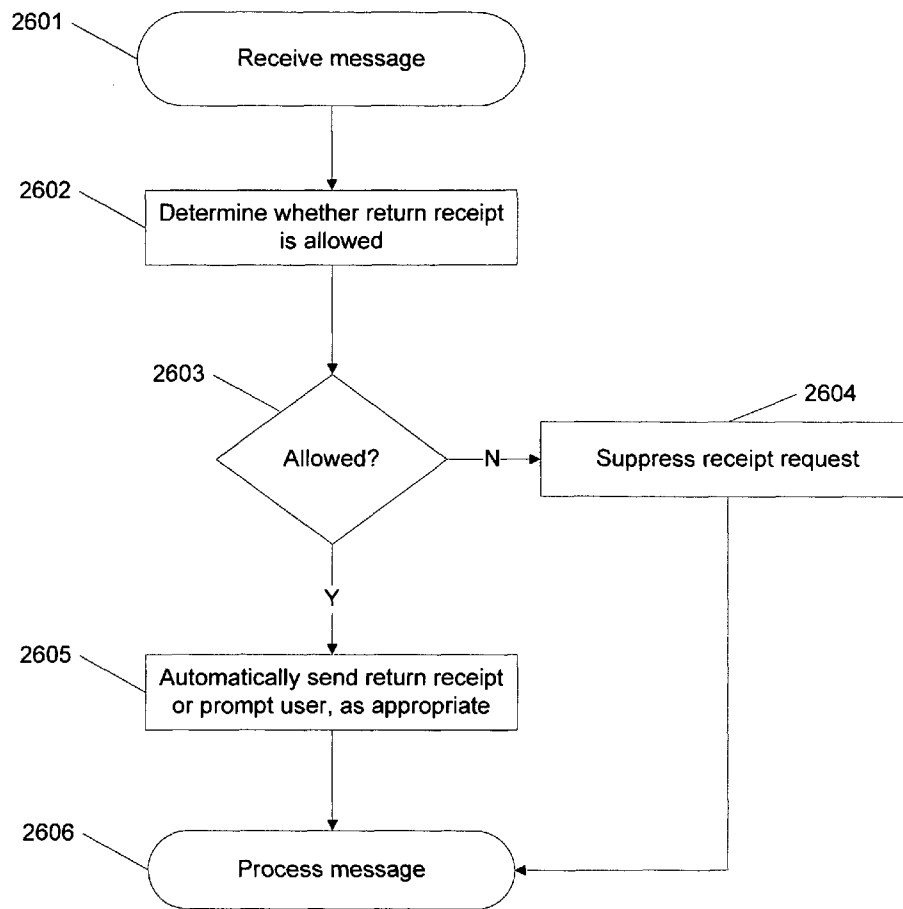 2601
Receive message
2602
Determine whether return receipt
is allowed
2603
Allowed?
N
2604
Suppress receipt request
Y
2605
Automatically send return receipt
or prompt user, as appropriate
2606
Process message